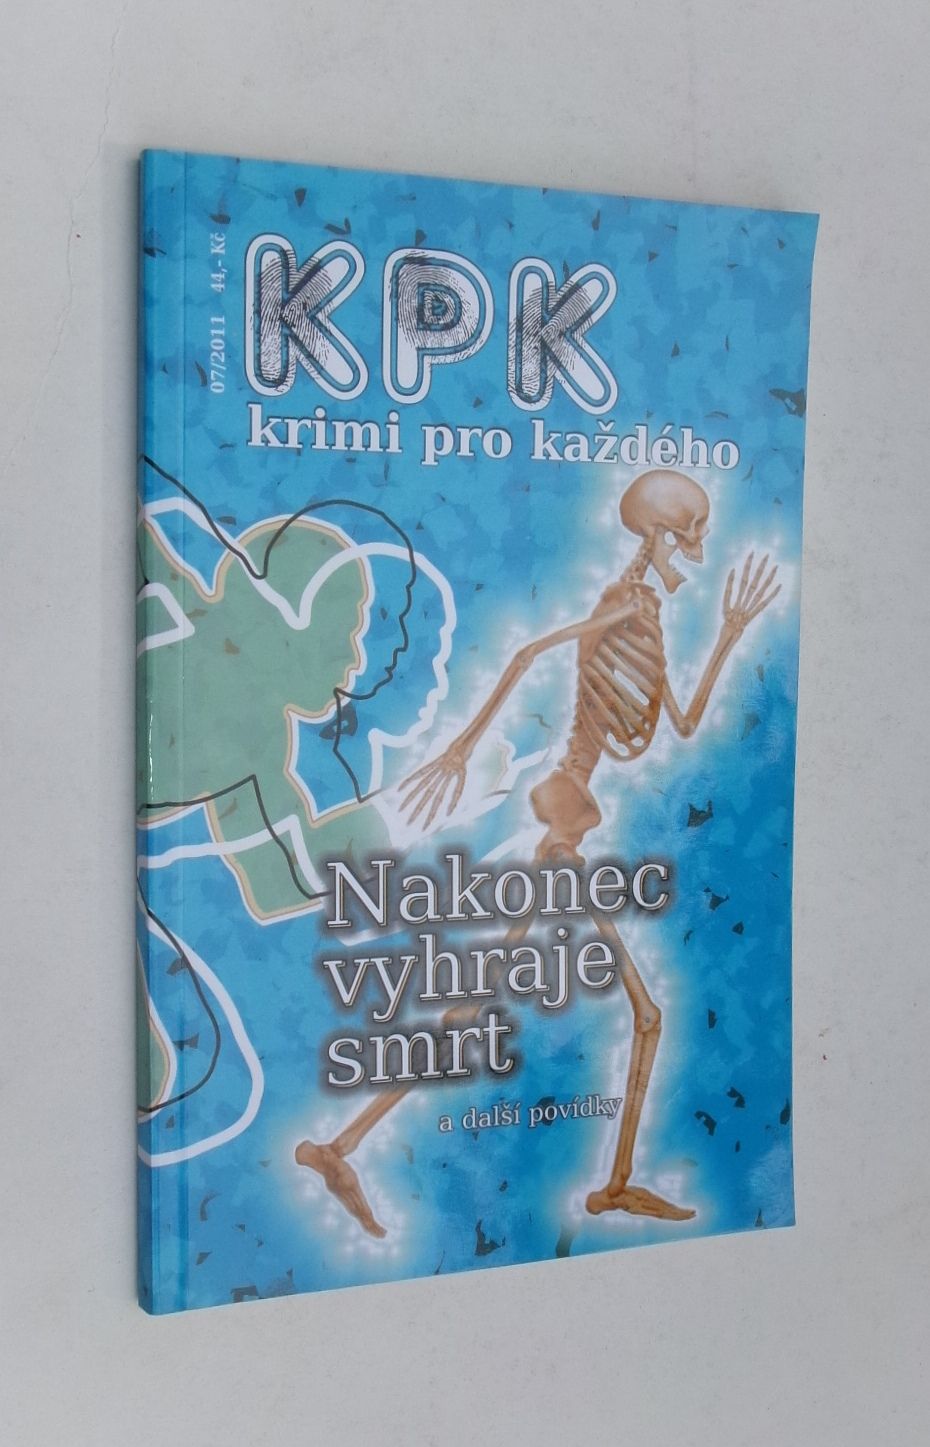 07/2011 44,- Kč
KPK
krimi pro každého
Nakonec
vyhraje
smrt
a další povídky